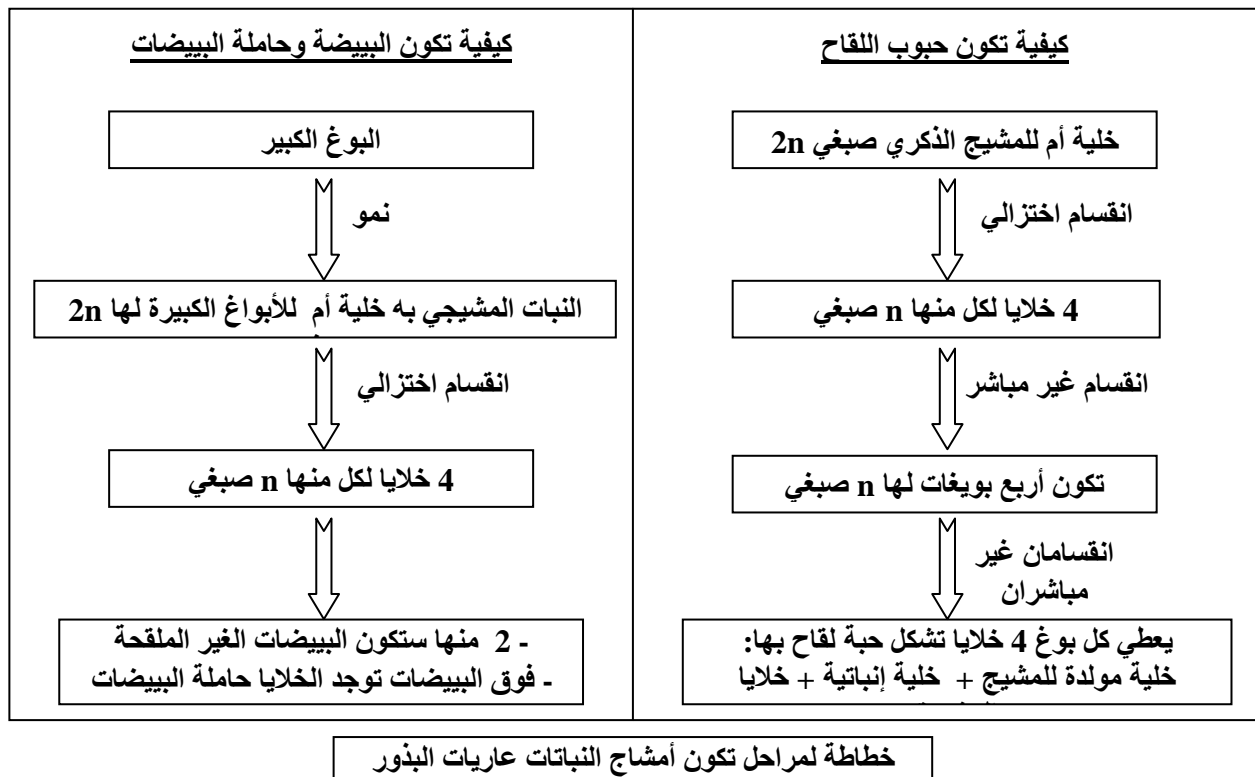 كيفية تكون حبوب اللقاح
خلية أم للمشيج الذكري صبغي 2n
انقسام اختزالي
4 خلايا لكل منها n صبغي
انقسام غير مباشر
تكون أربع بويغات لها n صبغي
انقسامان غير
مباشران
يعطي كل بوغ 4 خلايا تشكل حبة لقاح بها:
خلية مولدة للمشيج + خلية إنباتية + خلايا
كيفية تكون البييضة وحاملة البييضات
البوغ الكبير
نمو
النبات المشيجي به خلية أم للأبواغ الكبيرة لها 2n
انقسام اختزالي
4 خلايا لكل منها n صبغي
- 2 منها ستكون البييضات الغير الملقحة
- فوق البييضات توجد الخلايا حاملة البييضات
خطاطة لمراحل تكون أمشاج النباتات عاريات البذور